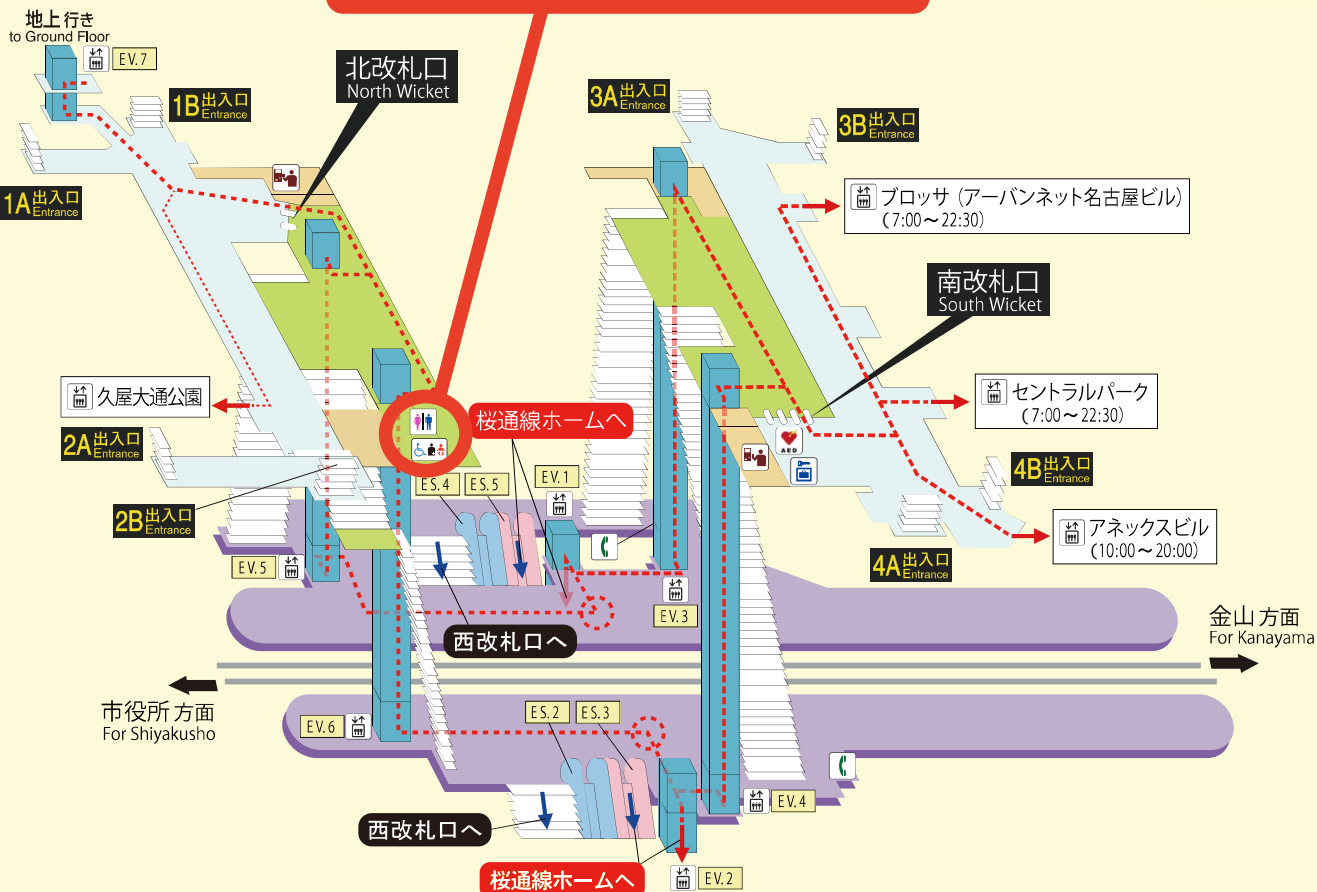 地上行き
to Ground Floor
EV.7
北改札口
North Wicket
1B出入口
Entrance
3A出入口
Entrance
3B出入口
Entrance
1A出入口
Entrance
ブロッサ (アーバンネット名古屋ビル)
(7:00～22:30)
南改札口
South Wicket
久屋大通公園
セントラルパーク
(7:00～22:30)
桜通線ホームへ
2A出入口
Entrance
AED
4B出入口
Entrance
ES.4
ES.5
EV.1
2B出入口
Entrance
アネックスビル
(10:00～20:00)
4A出入口
Entrance
EV.5
EV.3
西改札口へ
金山 方面
For Kanayama
市役所 方面
For Shiyakusho
EV.6
ES.2
ES.3
EV.4
西改札口へ
桜通線ホームへ
EV.2